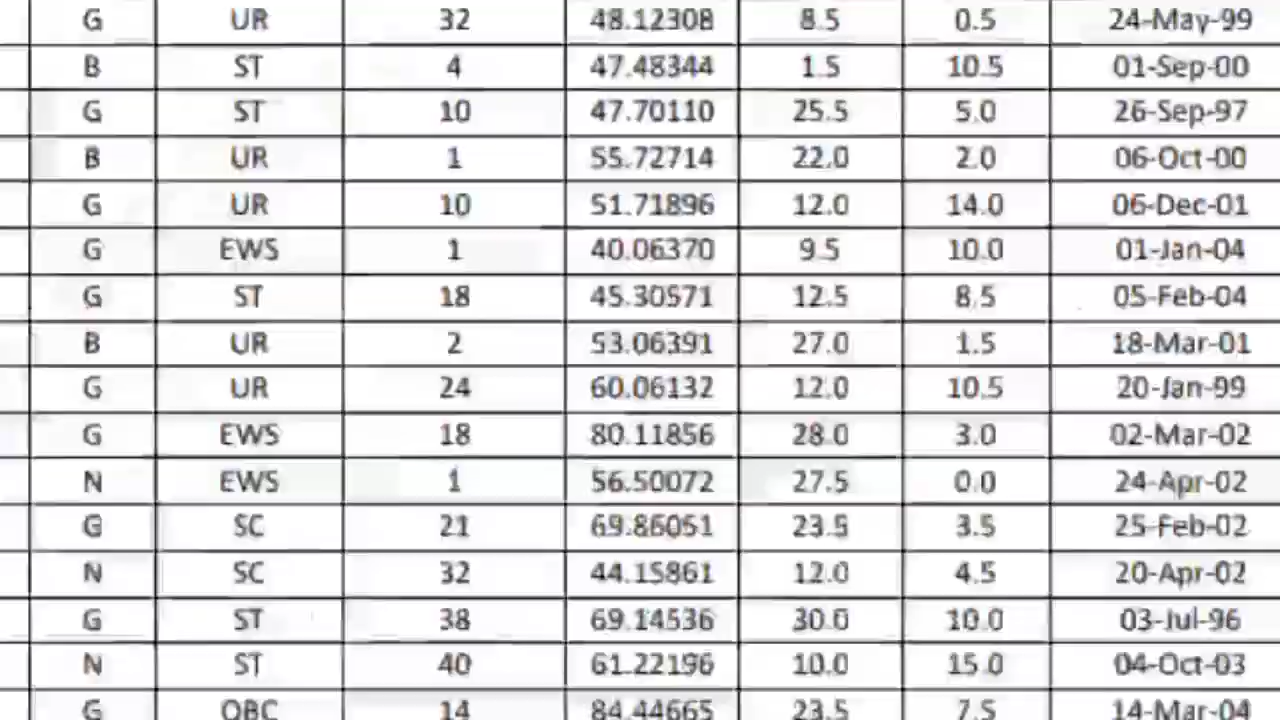 G UR 32 48.12308 8.5 0.5 24-May-99
B ST 4 47.48344 1.5 10.5 01-Sep-00
G ST 10 47.70110 25.5 5.0 26-Sep-97
B UR 1 55.72714 22.0 2.0 06-Oct-00
G UR 10 51.71896 12.0 14.0 06-Dec-01
G EWS 1 40.06370 9.5 10.0 01-Jan-04
G ST 18 45.30571 12.5 8.5 05-Feb-04
B UR 2 53.06391 27.0 1.5 18-Mar-01
G UR 24 60.06132 12.0 10.5 20-Jan-99
G EWS 18 80.11856 28.0 3.0 02-Mar-02
N EWS 1 56.50072 27.5 0.0 24-Apr-02
G SC 21 69.86051 23.5 3.5 25-Feb-02
N SC 32 44.15861 12.0 4.5 20-Apr-02
G ST 38 69.14536 30.0 10.0 03-Jul-96
N ST 40 61.22196 10.0 15.0 04-Oct-03
G OBC 14 84.44665 23.5 7.5 14-Mar-04